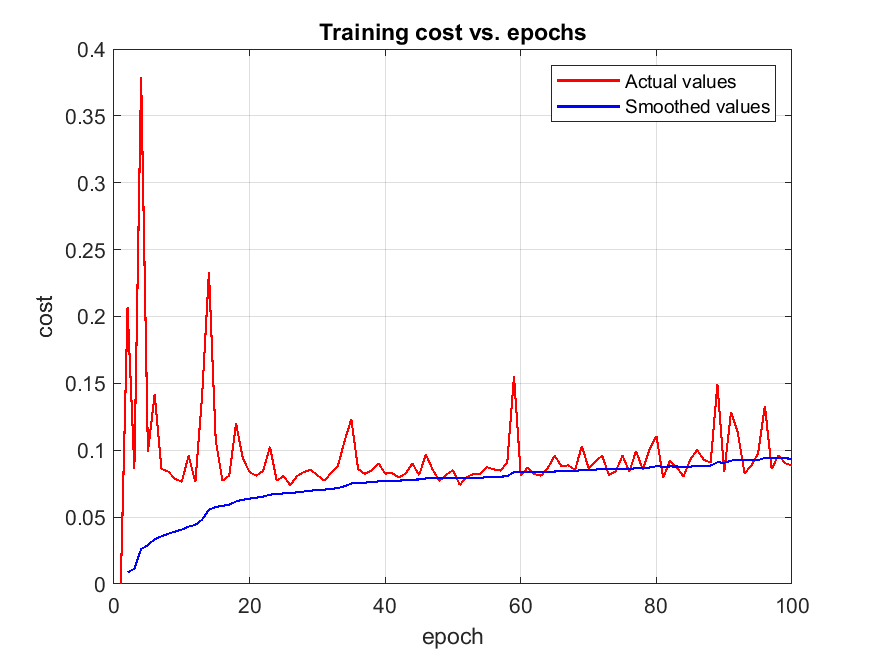 Training cost vs. epochs
Actual values
Smoothed values
0.4
0.35
0.3
0.25
0.2
0.15
0.1
0.05
0
cost
0 20 40 60 80 100
epoch